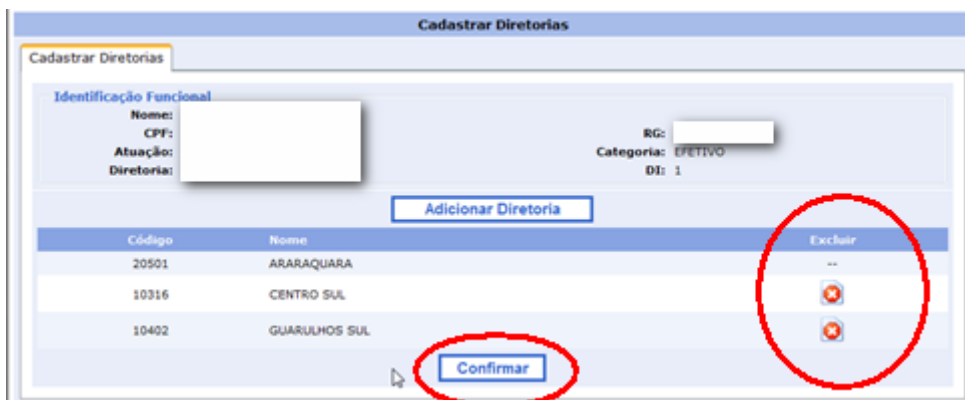 Cadastrar Diretorias
Cadastrar Diretorias
Identificação Funcional
Nome:
CPF: RG:
Atuação: Categoria: EFETIVO
Diretoria: DI: 1
Adicionar Diretoria
Código Nome Excluir
20501 ARARAQUARA --
10316 CENTRO SUL
10402 GUARULHOS SUL
Confirmar